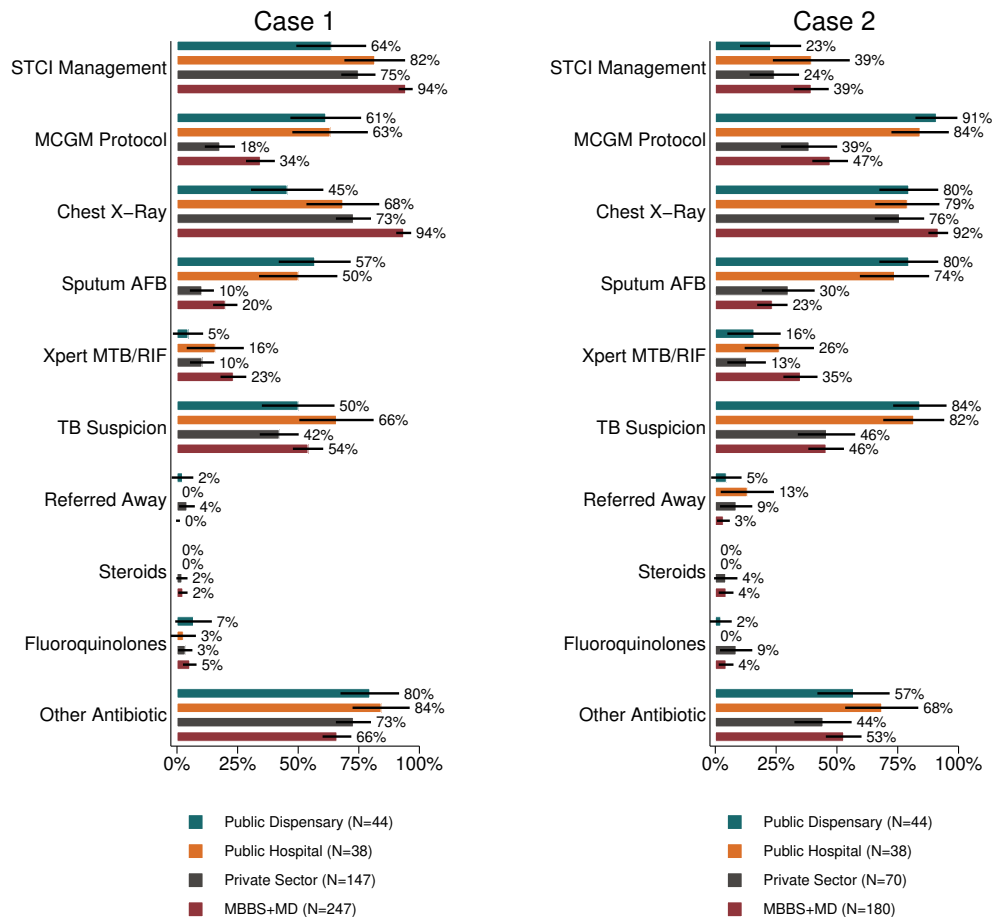 Case 1
STCI Management
64%
82%
75%
94%
MCGM Protocol
61%
63%
18%
34%
Chest X−Ray
45%
68%
73%
94%
Sputum AFB
57%
50%
10%
20%
Xpert MTB/RIF
5%
16%
10%
23%
TB Suspicion
50%
66%
42%
54%
Referred Away
2%
0%
4%
0%
Steroids
0%
0%
2%
2%
Fluoroquinolones
7%
3%
3%
5%
Other Antibiotic
80%
84%
73%
66%
0% 25% 50% 75% 100%
Public Dispensary (N=44)
Public Hospital (N=38)
Private Sector (N=147)
MBBS+MD (N=247)
Case 2
STCI Management
23%
39%
24%
39%
MCGM Protocol
91%
84%
39%
47%
Chest X−Ray
80%
79%
76%
92%
Sputum AFB
80%
74%
30%
23%
Xpert MTB/RIF
16%
26%
13%
35%
TB Suspicion
84%
82%
46%
46%
Referred Away
5%
13%
9%
3%
Steroids
0%
0%
4%
4%
Fluoroquinolones
2%
0%
9%
4%
Other Antibiotic
57%
68%
44%
53%
0% 25% 50% 75% 100%
Public Dispensary (N=44)
Public Hospital (N=38)
Private Sector (N=70)
MBBS+MD (N=180)